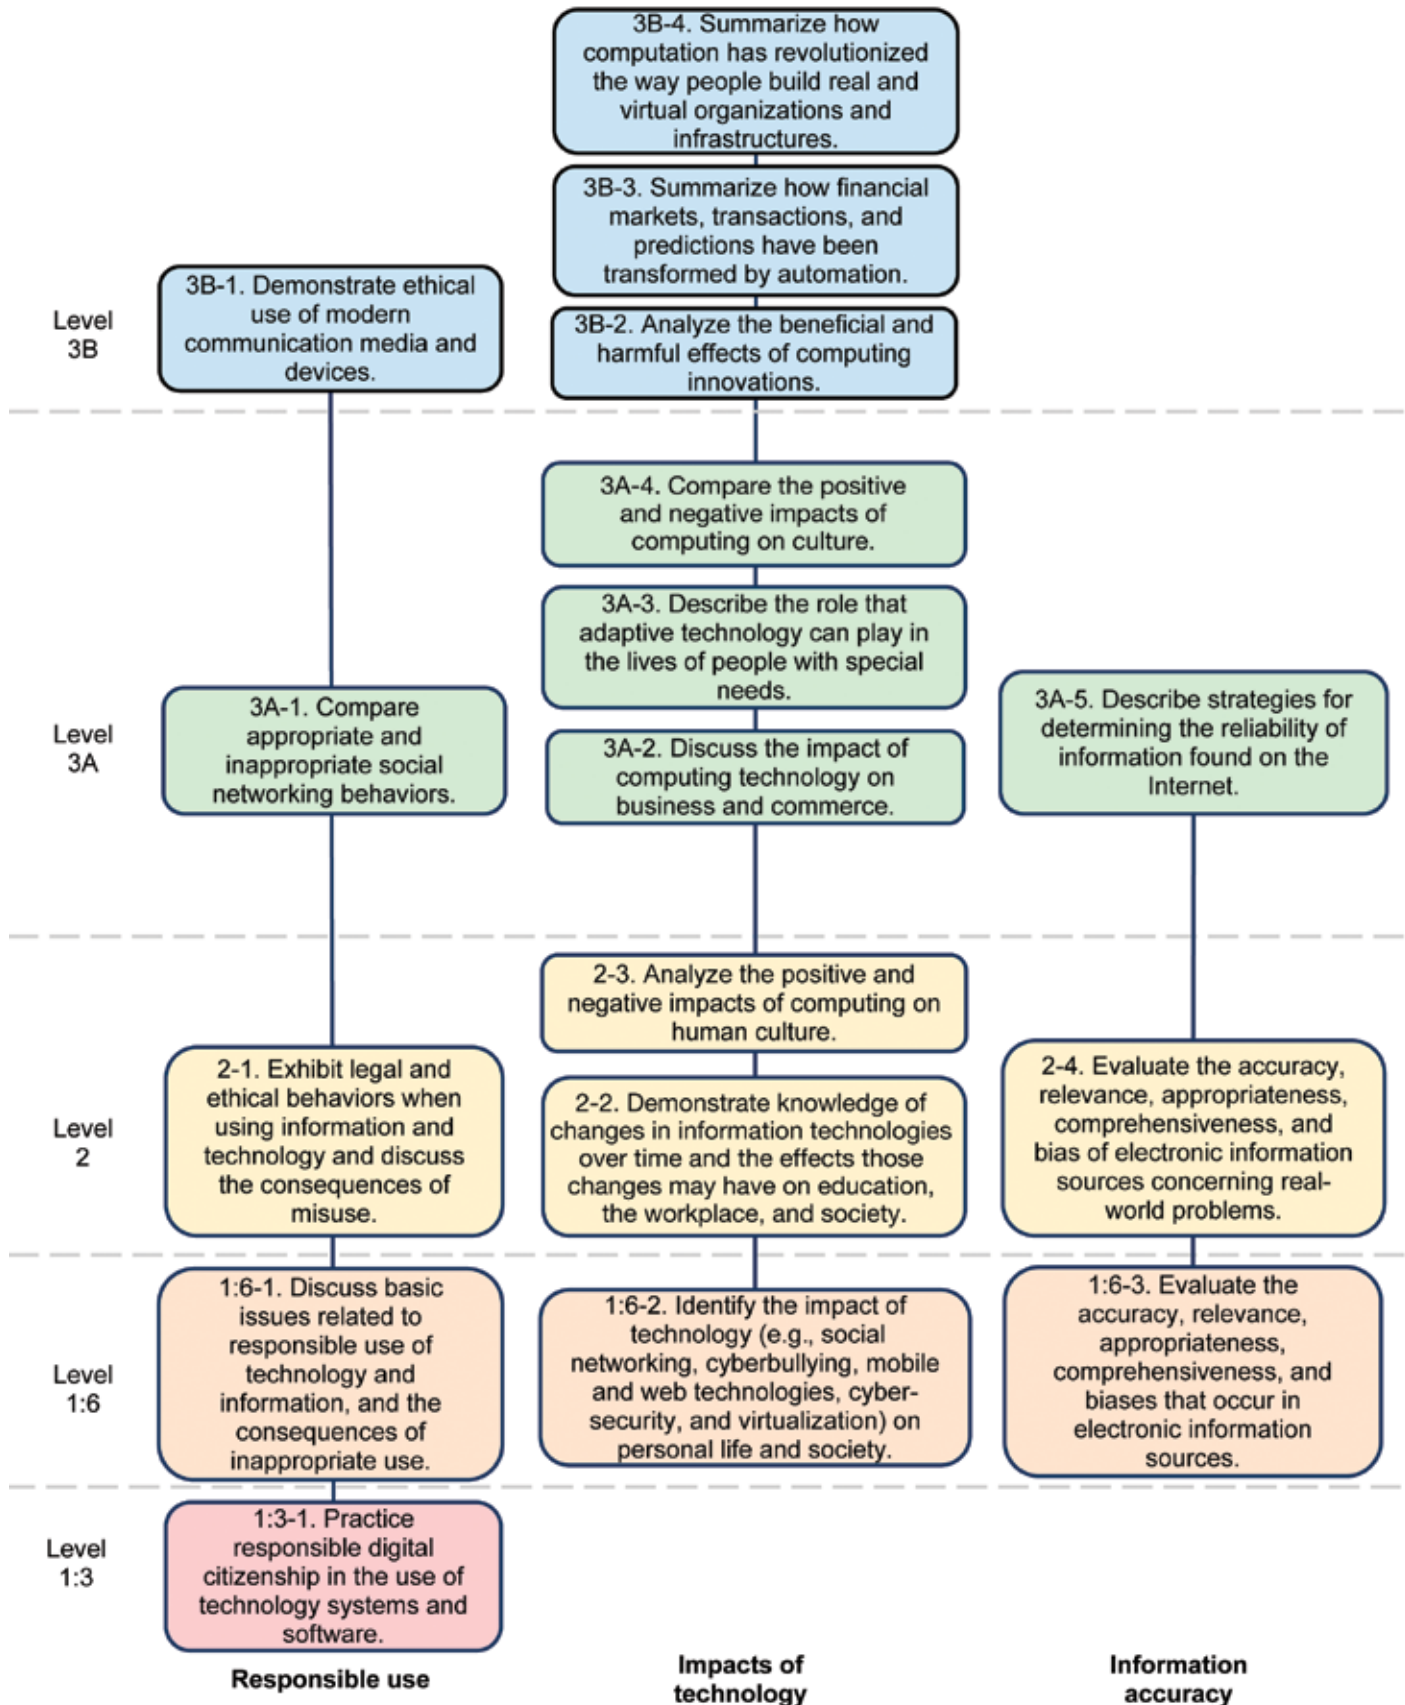 3B-4. Summarize how
computation has revolutionized
the way people build real and
virtual organizations and
infrastructures.
3B-3. Summarize how financial
markets, transactions, and
predictions have been
transformed by automation.
Level
3B
3B-1. Demonstrate ethical
use of modern
communication media and
devices.
3B-2. Analyze the beneficial and
harmful effects of computing
innovations.
3A-4. Compare the positive
and negative impacts of
computing on culture.
3A-3. Describe the role that
adaptive technology can play in
the lives of people with special
needs.
Level
3A
3A-1. Compare
appropriate and
inappropriate social
networking behaviors.
3A-2. Discuss the impact of
computing technology on
business and commerce.
3A-5. Describe strategies for
determining the reliability of
information found on the
Internet.
2-3. Analyze the positive and
negative impacts of computing on
human culture.
Level
2
2-1. Exhibit legal and
ethical behaviors when
using information and
technology and discuss
the consequences of
misuse.
2-2. Demonstrate knowledge of
changes in information technologies
over time and the effects those
changes may have on education,
the workplace, and society.
2-4. Evaluate the accuracy,
relevance, appropriateness,
comprehensiveness, and
bias of electronic information
sources concerning real-
world problems.
Level
1:6
1:6-1. Discuss basic
issues related to
responsible use of
technology and
information, and the
consequences of
inappropriate use.
1:6-2. Identify the impact of
technology (e.g., social
networking, cyberbullying, mobile
and web technologies, cyber-
security, and virtualization) on
personal life and society.
1:6-3. Evaluate the
accuracy, relevance,
appropriateness,
comprehensiveness, and
biases that occur in
electronic information
sources.
Level
1:3
1:3-1. Practice
responsible digital
citizenship in the use of
technology systems and
software.
Responsible use
Impacts of
technology
Information
accuracy